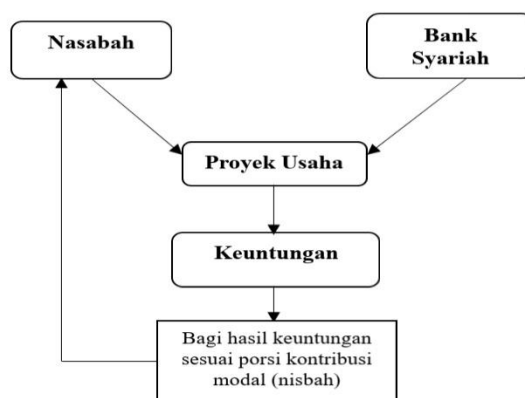 Nasabah
Bank
Syariah
Proyek Usaha
Keuntungan
Bagi hasil keuntungan
sesuai porsi kontribusi
modal (nisbah)